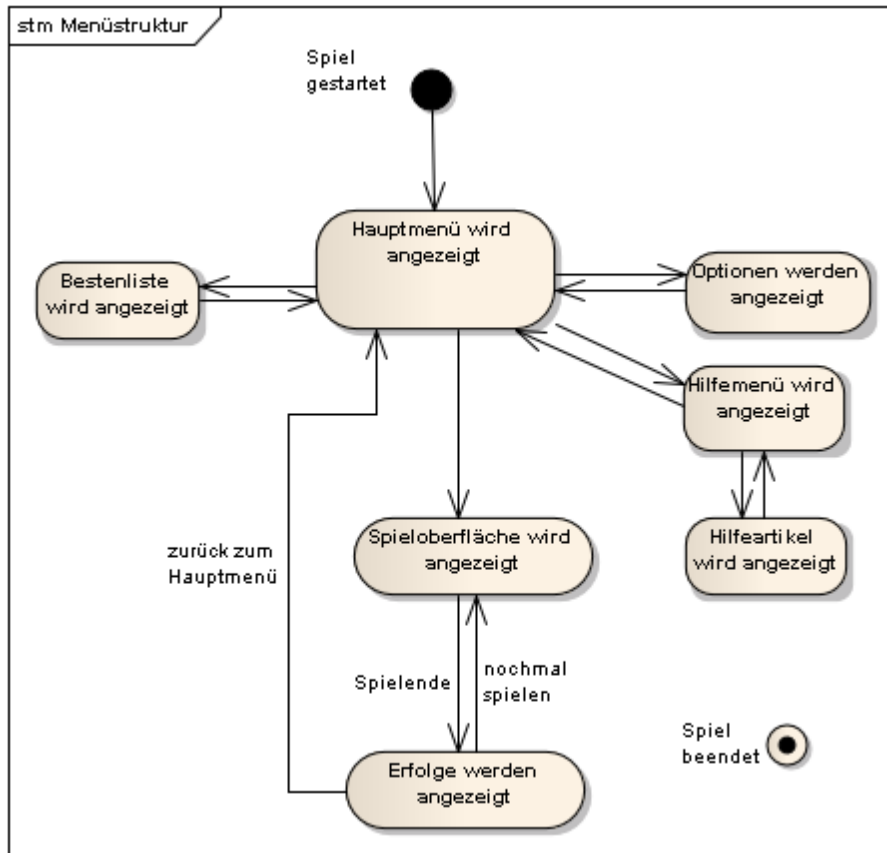 stm Menüstruktur
Spiel
gestartet
Hauptmenü wird
angezeigt
Bestenliste
wird angezeigt
Optionen werden
angezeigt
Hilfemenü wird
angezeigt
Spieloberfläche wird
angezeigt
Hilfeartikel
wird angezeigt
zurück zum
Hauptmenü
Spielende
nochmal
spielen
Spiel
beendet
Erfolge werden
angezeigt